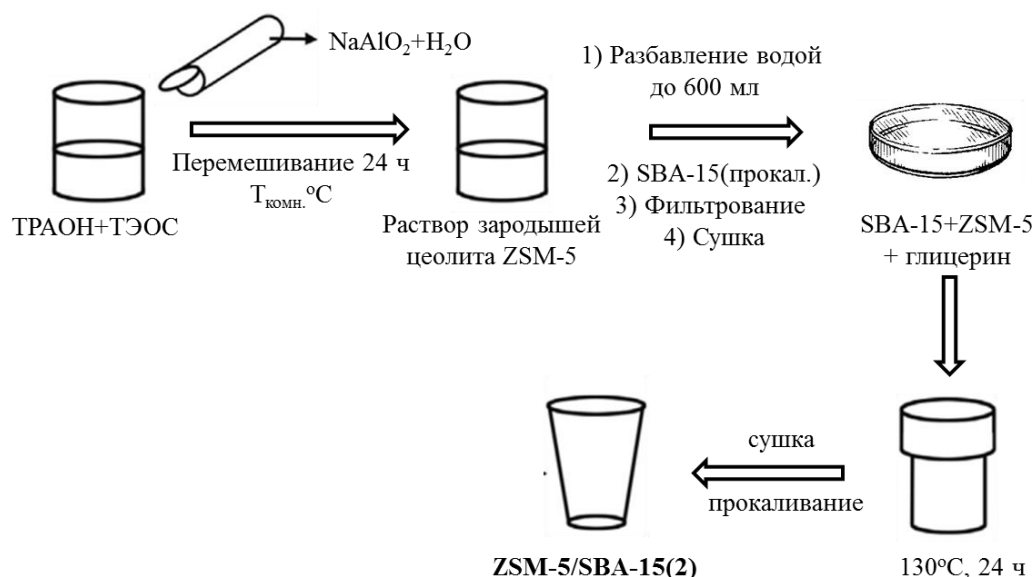 NaAlO₂+H₂O
Перемешивание 24 ч
Tкомн.ºС
ТРАОН+ТЭОС
Раствор зародышей
цеолита ZSM-5
1) Разбавление водой
до 600 мл
2) SBA-15(прокал.)
3) Фильтрование
4) Сушка
SBA-15+ZSM-5
+ глицерин
130ºС, 24 ч
сушка
прокаливание
ZSM-5/SBA-15(2)